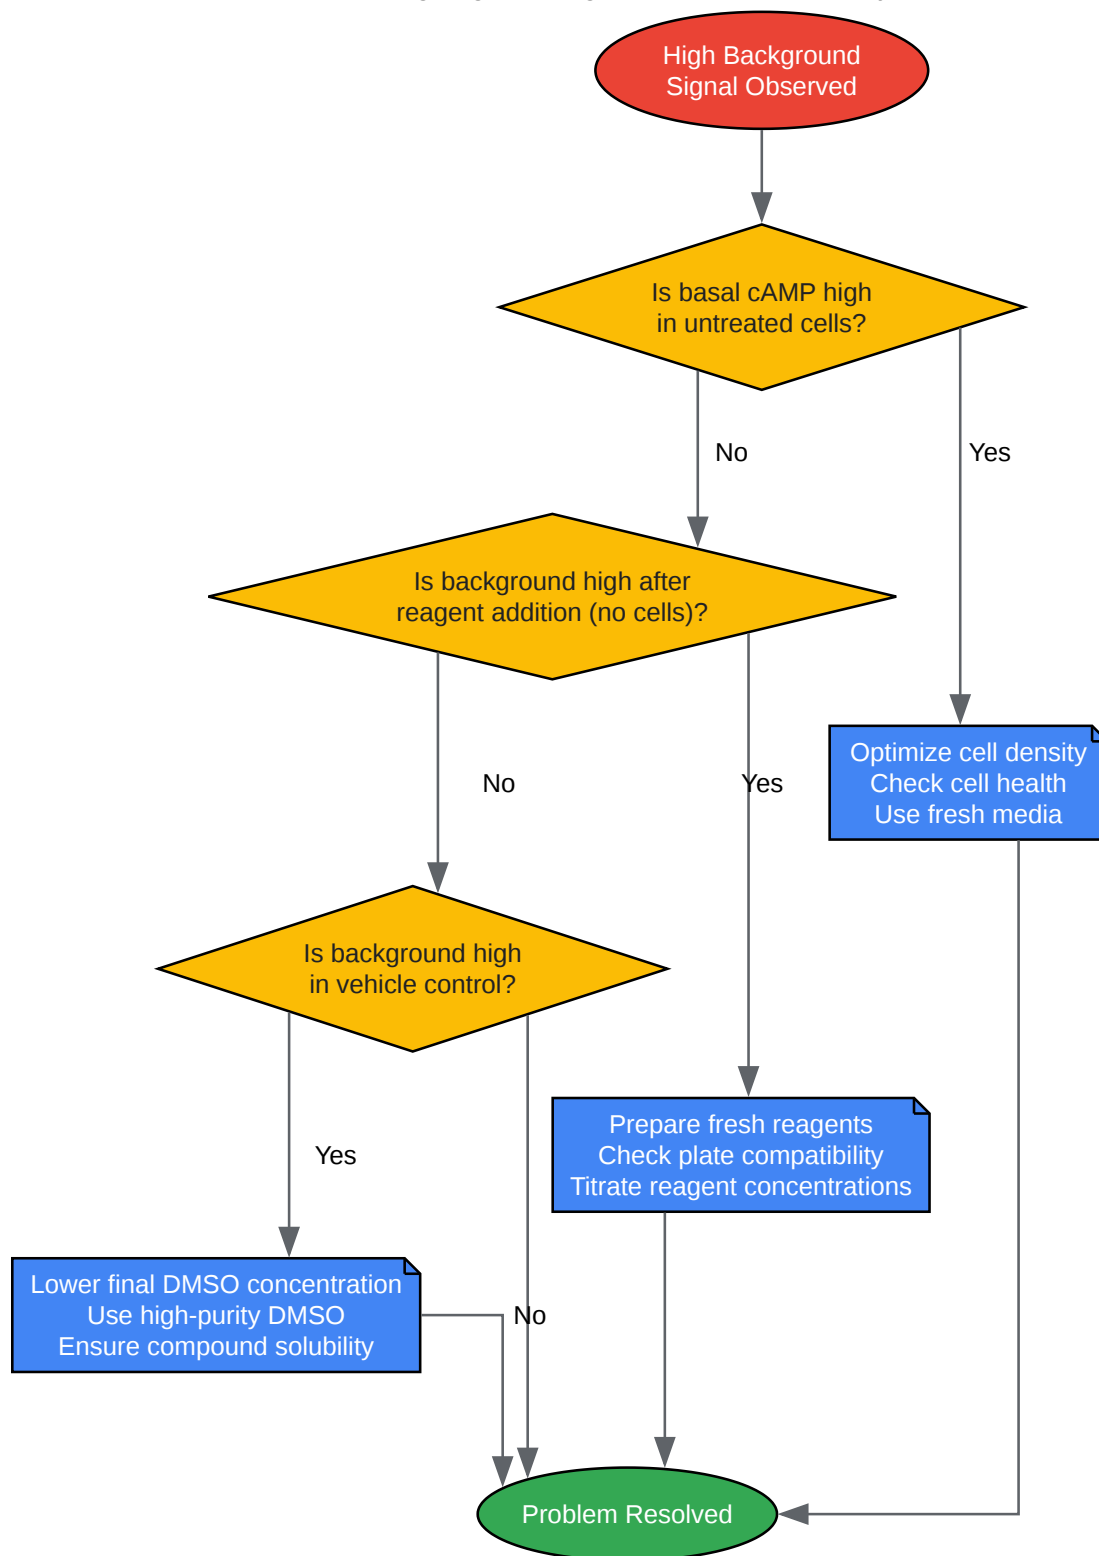 High Background
Signal Observed
Is basal cAMP high
in untreated cells?
No
Yes
Is background high after
reagent addition (no cells)?
No
Yes
Optimize cell density
Check cell health
Use fresh media
Is background high
in vehicle control?
Yes
No
Prepare fresh reagents
Check plate compatibility
Titrate reagent concentrations
Lower final DMSO concentration
Use high-purity DMSO
Ensure compound solubility
Problem Resolved